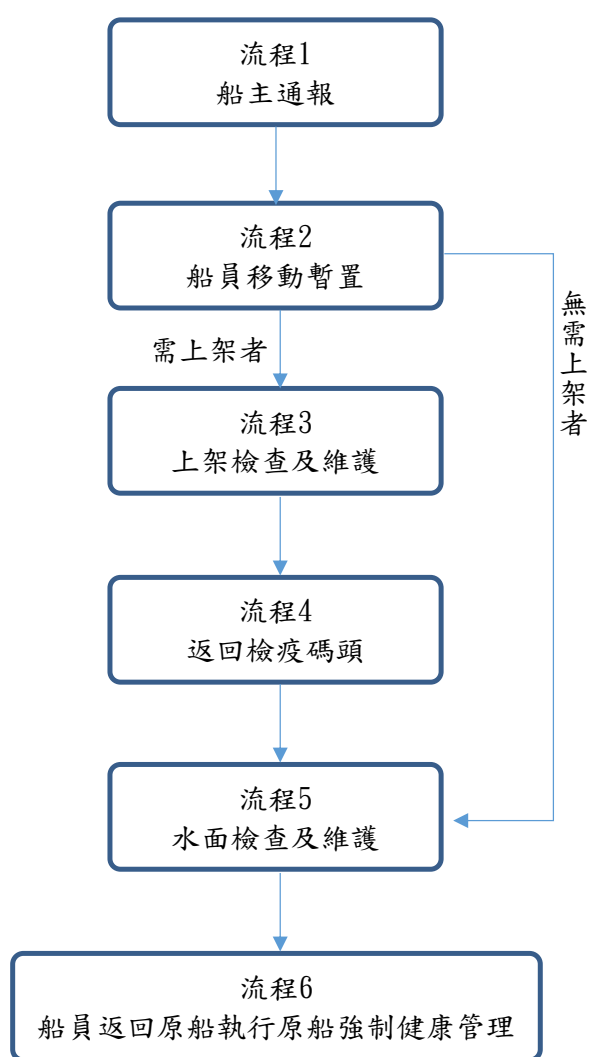 流程1
船主通報
流程2
船員移動暫置
需上架者
無需上架者
流程3
上架檢查及維護
流程4
返回檢疫碼頭
流程5
水面檢查及維護
流程6
船員返回原船執行原船強制健康管理